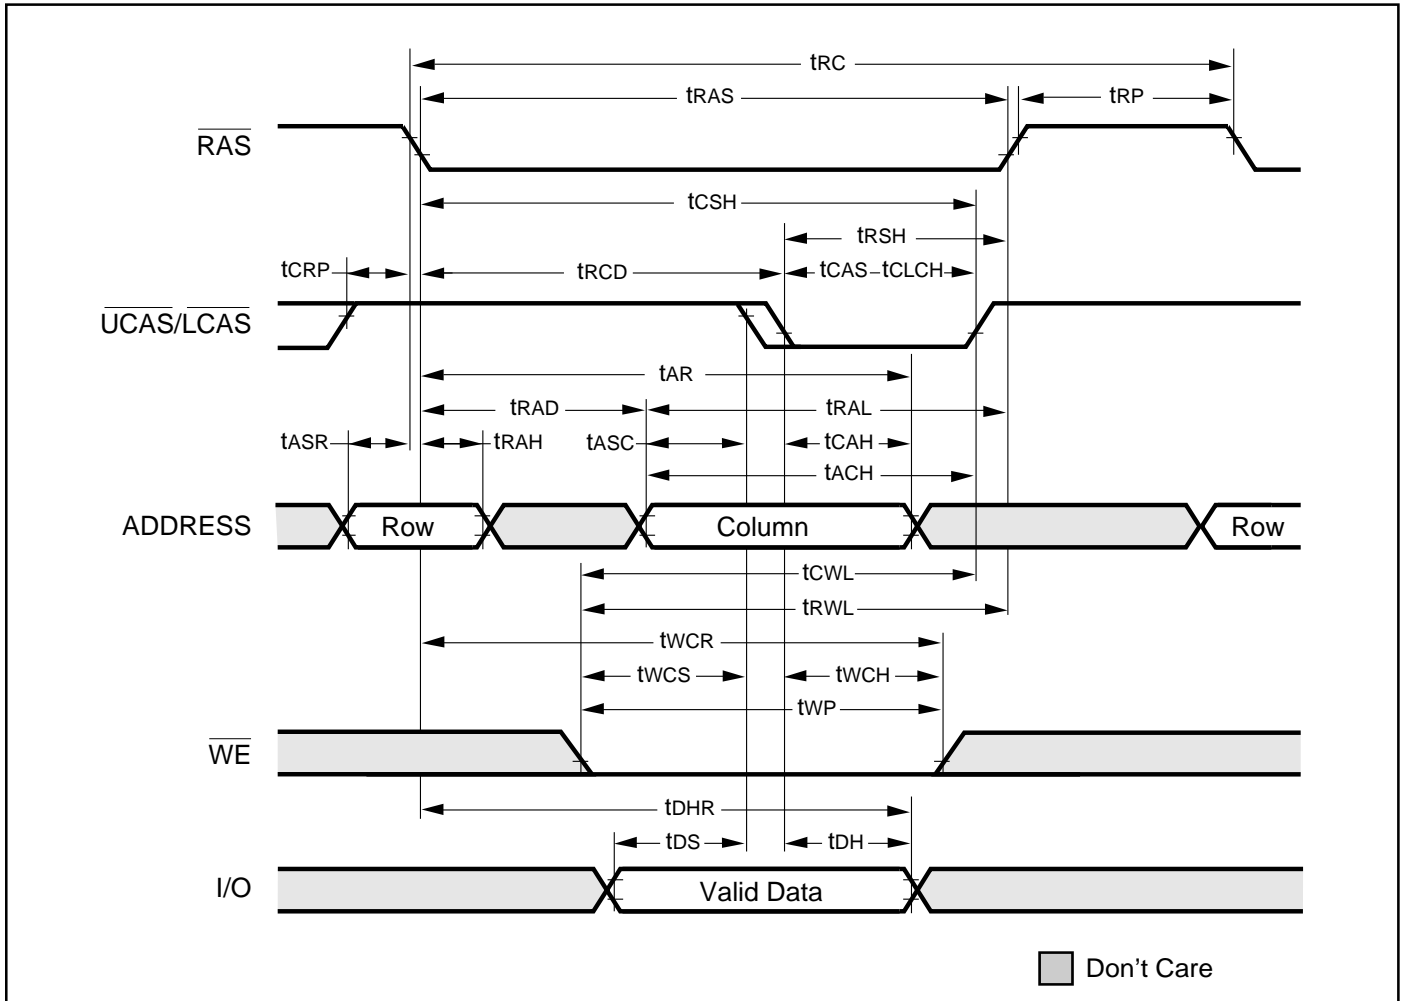 tRC
tRAS
tRP
RAS
tCSH
tRSH
tCRP
tRCD
tCAS tCLCH
UCAS/LCAS
tAR
tRAD
tRAL
tASR
tRAH
tASC
tCAH
tACH
ADDRESS
Row
Column
Row
tCWL
tRWL
tWCR
tWCS
tWCH
tWP
WE
tDHR
tDS
tDH
I/O
Valid Data
Don't Care